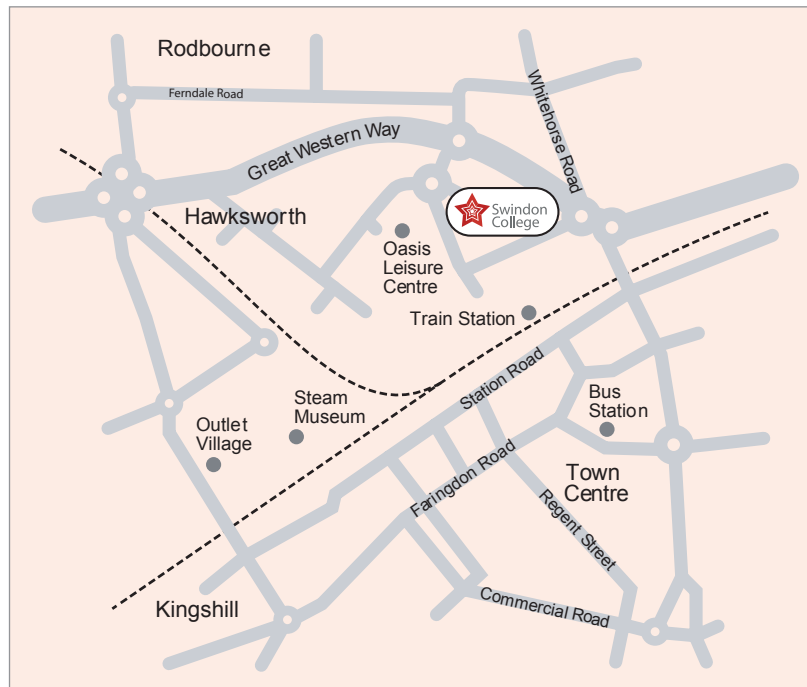 Rodbourne
Ferndale Road
Whitehorse Road
Great Western Way
Hawksworth
Swindon
College
Oasis
Leisure
Centre
Train Station
Station Road
Steam
Museum
Bus
Station
Outlet
Village
Faringdon Road
Town
Centre
Regent Street
Kingshill
Commercial Road